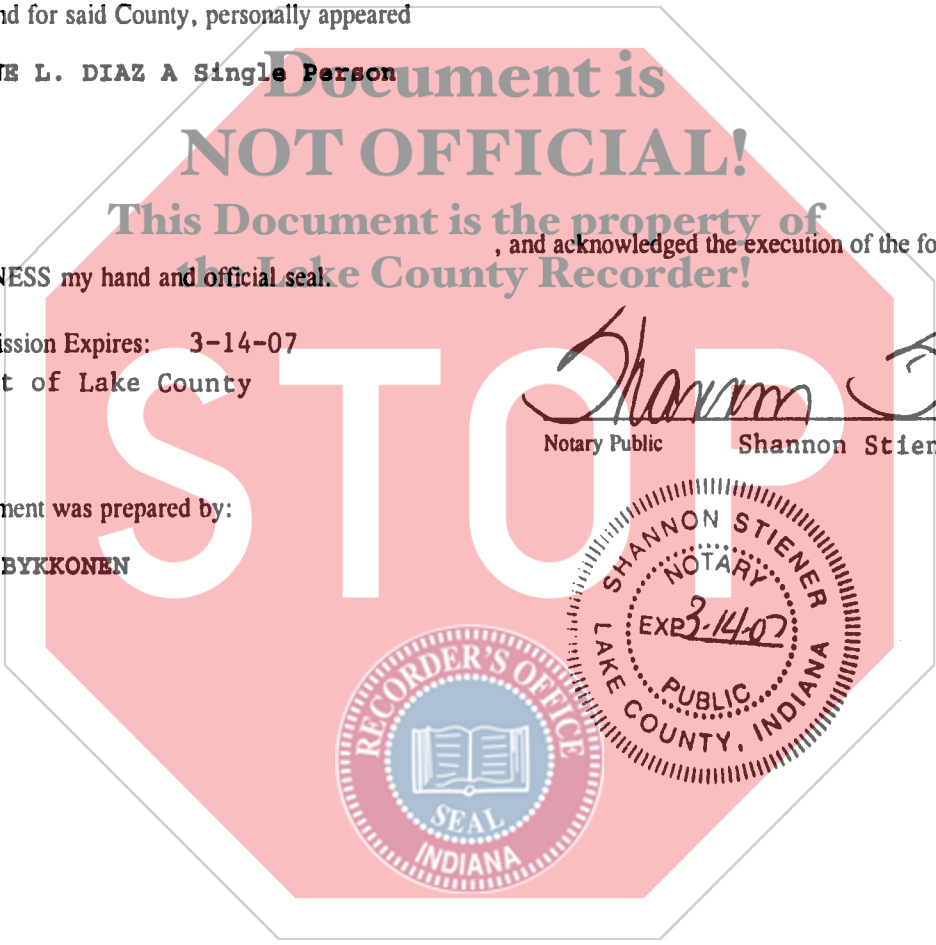 nd for said County, personally appeared
NE L. DIAZ A Single Person
Document is
NOT OFFICIAL!
This Document is the property of
, and acknowledged the execution of the fo
the Lake County Recorder!
NESS my hand and official seal.
ission Expires: 3-14-07
t of Lake County
STOP
Shannon
Notary Public Shannon Stien
ment was prepared by:
BYKKONEN
SHANNON STIENER
NOTARY
EXP 3-14-07
PUBLIC
LAKE COUNTY, INDIANA
RECORDER'S OFFICE
SEAL
INDIANA